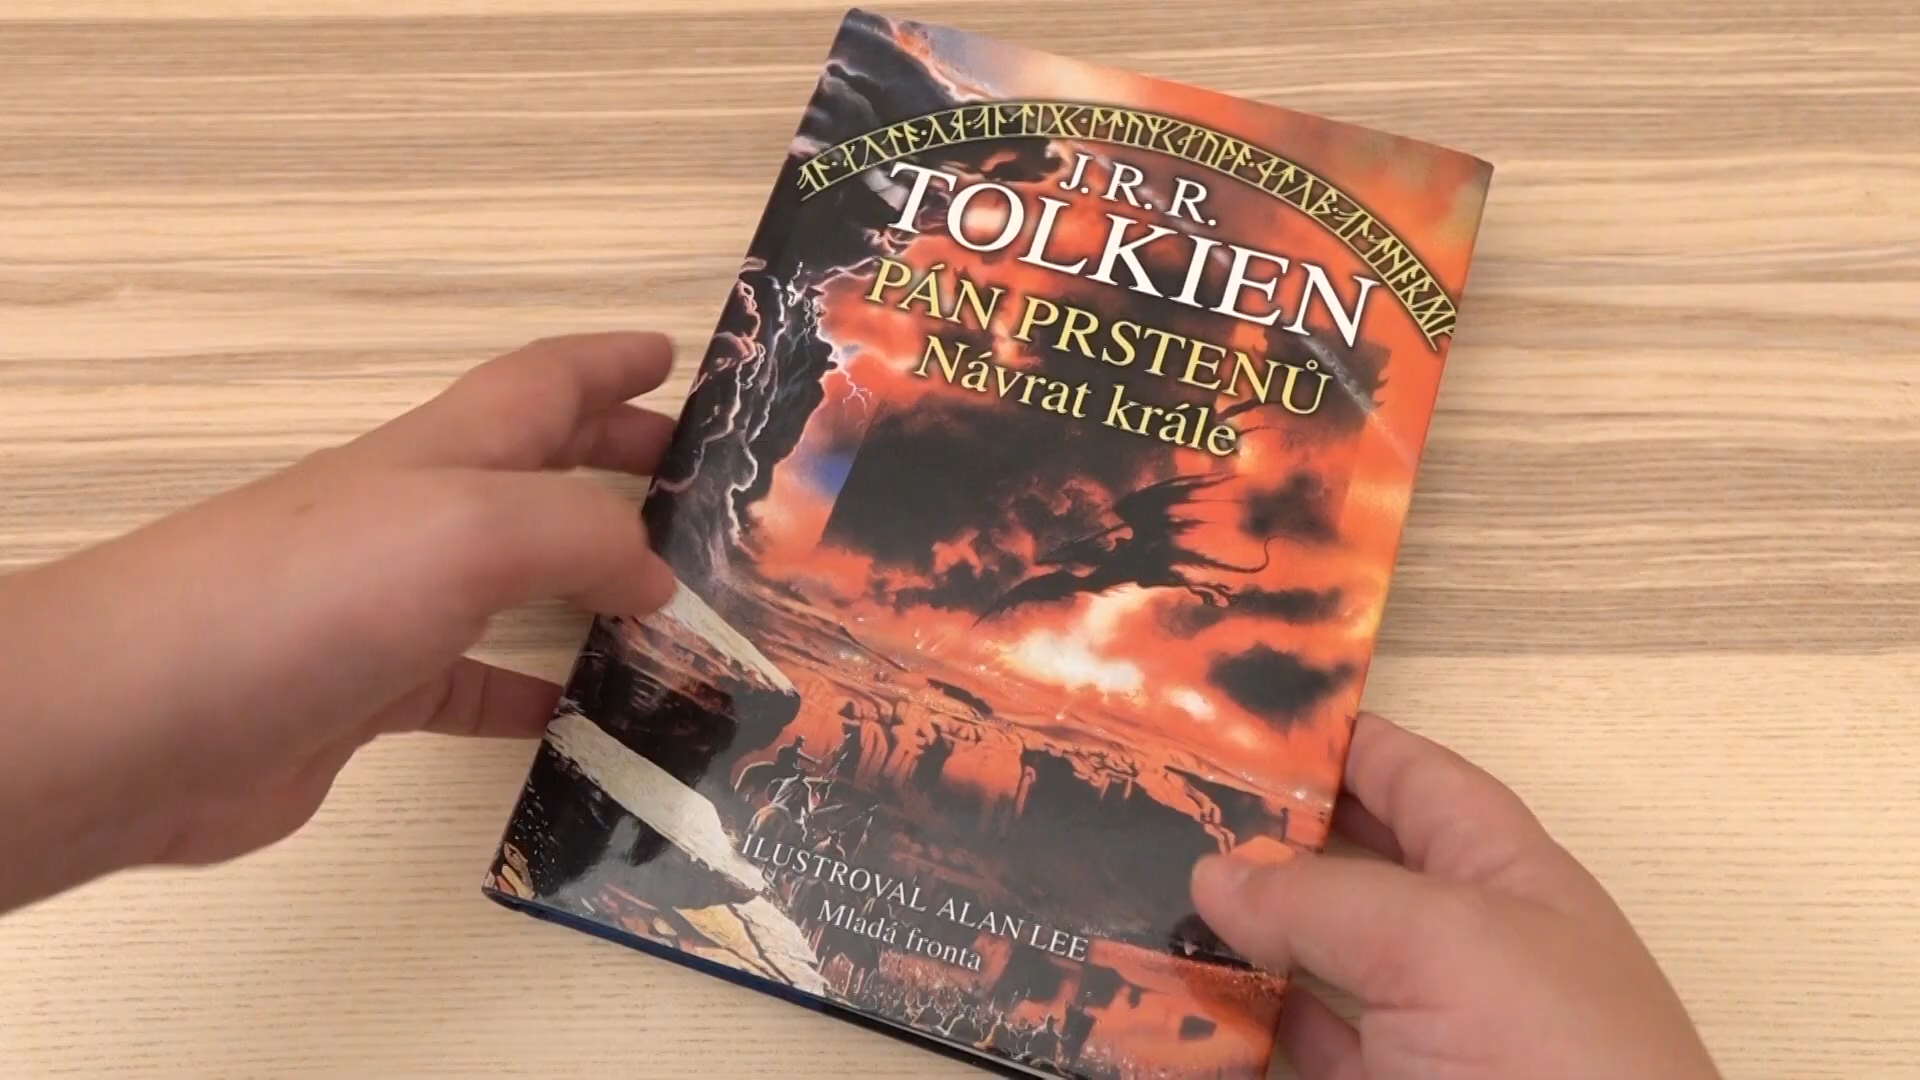 J. R. R.
TOLKIEN
PÁN PRSTENŮ
Návrat krále
ILUSTROVAL ALAN LEE
Mladá fronta